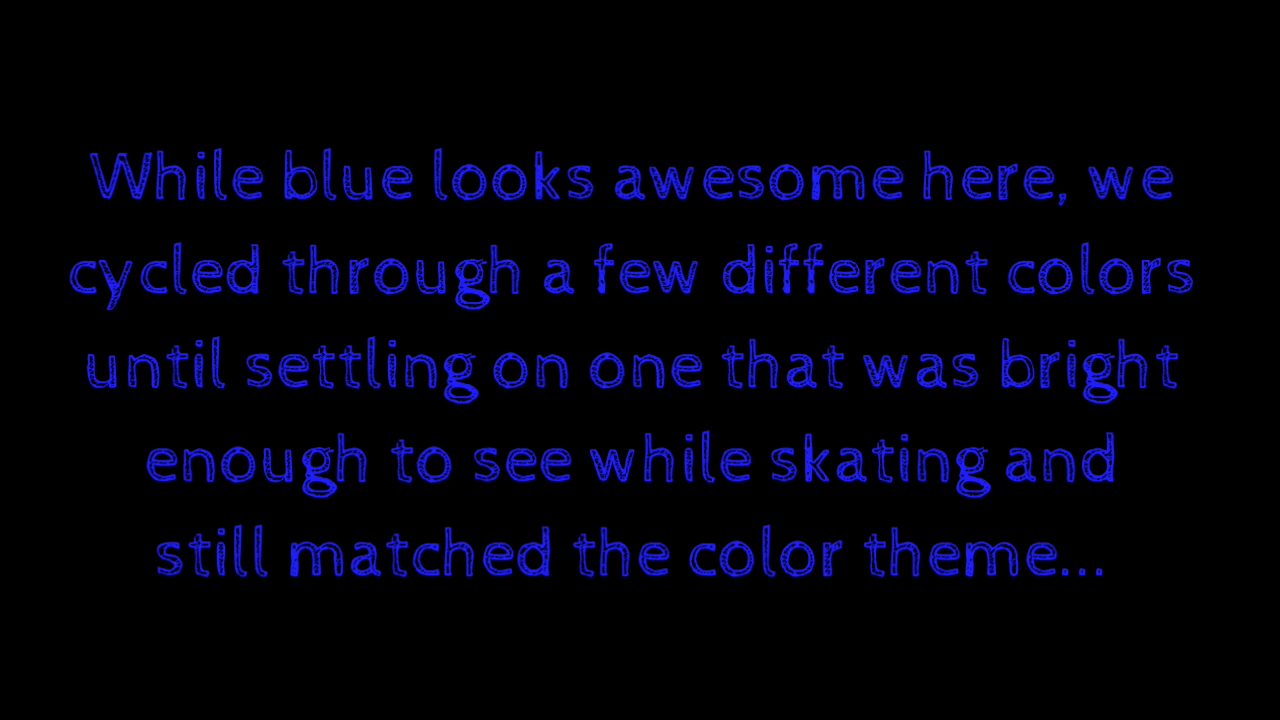 While blue looks awesome here, we
cycled through a few different colors
until settling on one that was bright
enough to see while skating and
still matched the color theme...